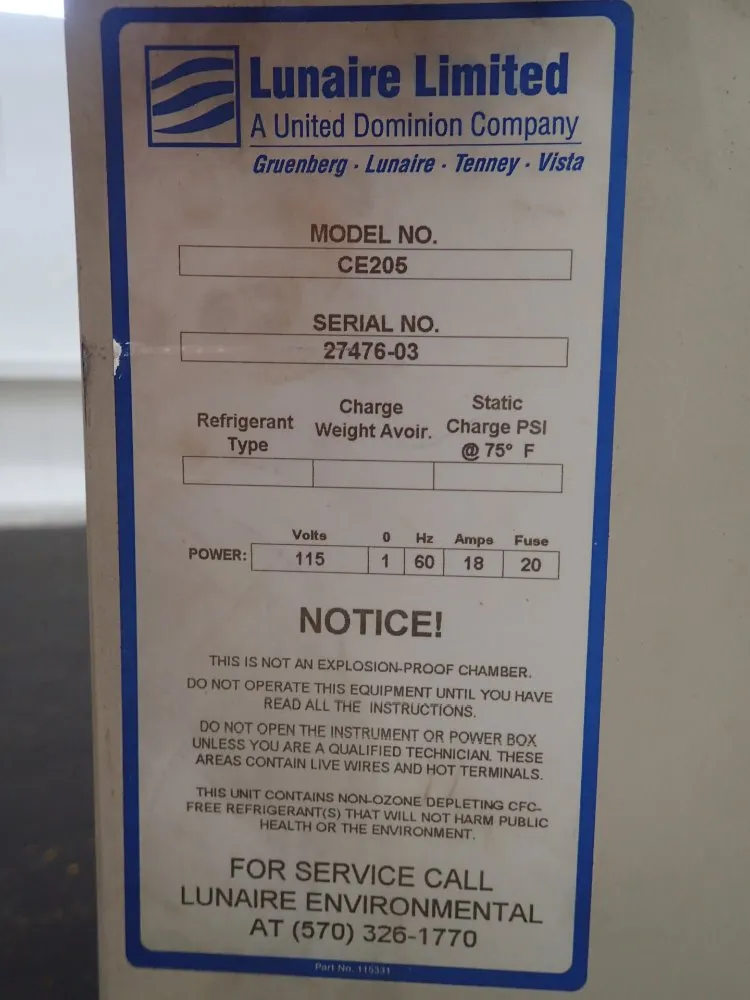 Lunaire Limited
A United Dominion Company
Gruenberg · Lunaire · Tenney · Vista
MODEL NO.
CE205
SERIAL NO.
27476-03
Refrigerant Type
Charge Weight Avoir.
Static Charge PSI @ 75° F
Volts 0 Hz Amps Fuse
POWER: 115 1 60 18 20
NOTICE!
THIS IS NOT AN EXPLOSION-PROOF CHAMBER.
DO NOT OPERATE THIS EQUIPMENT UNTIL YOU HAVE
READ ALL THE INSTRUCTIONS.
DO NOT OPEN THE INSTRUMENT OR POWER BOX
UNLESS YOU ARE A QUALIFIED TECHNICIAN. THESE
AREAS CONTAIN LIVE WIRES AND HOT TERMINALS.
THIS UNIT CONTAINS NON-OZONE DEPLETING CFC-
FREE REFRIGERANT(S) THAT WILL NOT HARM PUBLIC
HEALTH OR THE ENVIRONMENT.
FOR SERVICE CALL
LUNAIRE ENVIRONMENTAL
AT (570) 326-1770
Part No. 115331